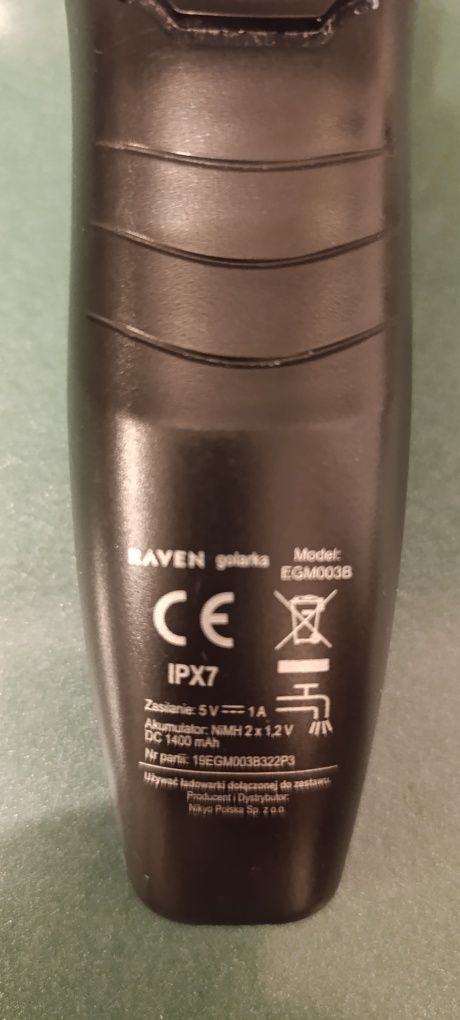 RAVEN golarka
Model:
EGM003B
CE
IPX7
Zasilanie: 5 V ⎓ 1 A
Akumulator: NiMH 2 x 1,2 V
DC 1400 mAh
Nr partii: 19EGM003B322P3
Używać ładowarki dołączonej do zestawu.
Producent i Dystrybutor:
Nikyo Polska Sp. z o.o.